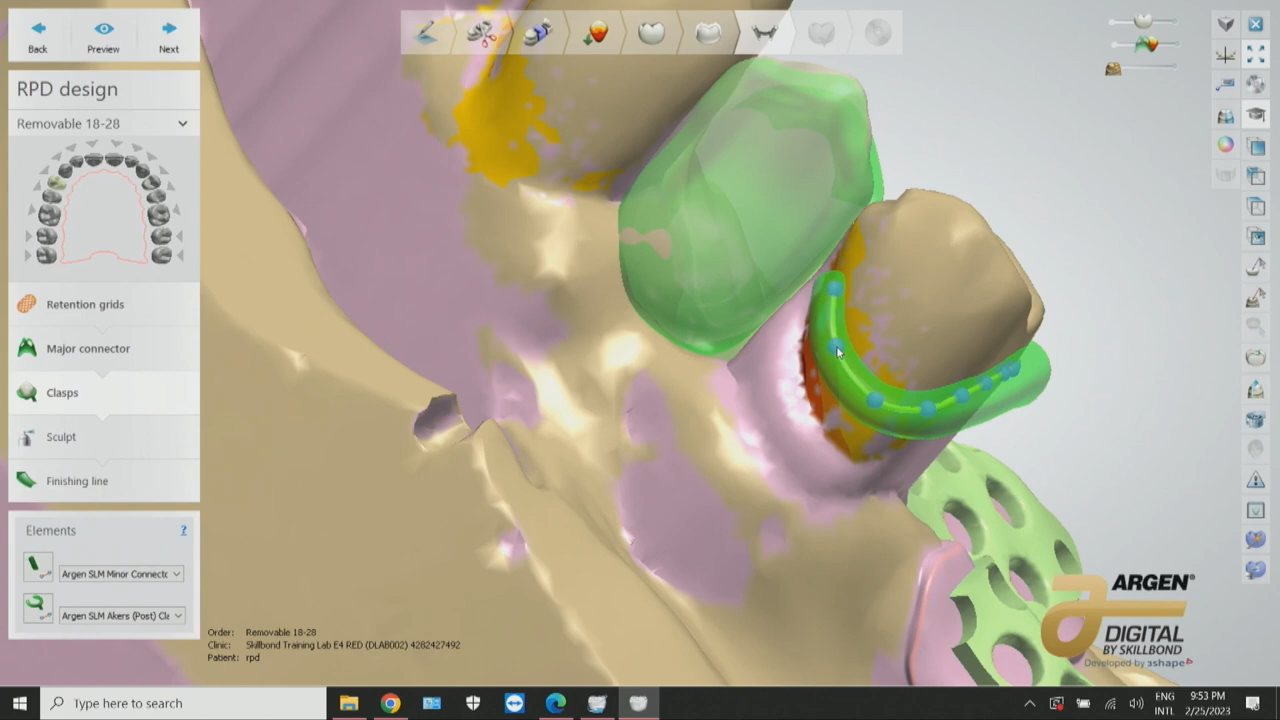 Back
Preview
Next
RPD design
Removable 18-28
Retention grids
Major connector
Clasps
Sculpt
Finishing line
Elements
?
Argen SLM Minor Connectc
Argen SLM Akers (Post) Cla
Order: Removable 18-28
Clinic: Skillbond Training Lab E4 RED (DLAB002) 4282427492
Patient: rpd
ARGEN®
DIGITAL
BY SKILLBOND
Developed by 3shape
Type here to search
ENG
INTL
9:53 PM
2/25/2023